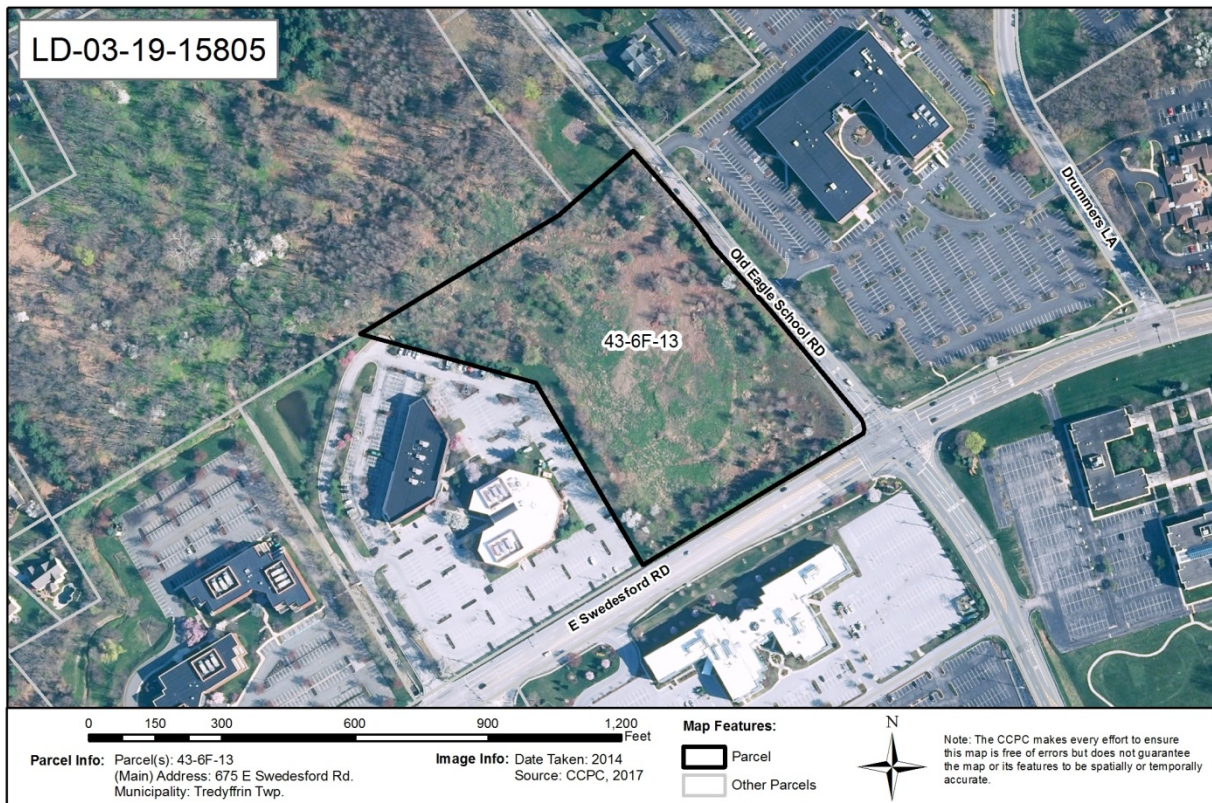 LD-03-19-15805
Drummers LA
Old Eagle School RD
43-6F-13
E Swedesford RD
0 150 300 600 900 1,200
Feet
Parcel Info: Parcel(s): 43-6F-13
(Main) Address: 675 E Swedesford Rd.
Municipality: Tredyffrin Twp.
Image Info: Date Taken: 2014
Source: CCPC, 2017
Map Features:
Parcel
Other Parcels
N
Note: The CCPC makes every effort to ensure
this map is free of errors but does not guarantee
the map or its features to be spatially or temporally
accurate.